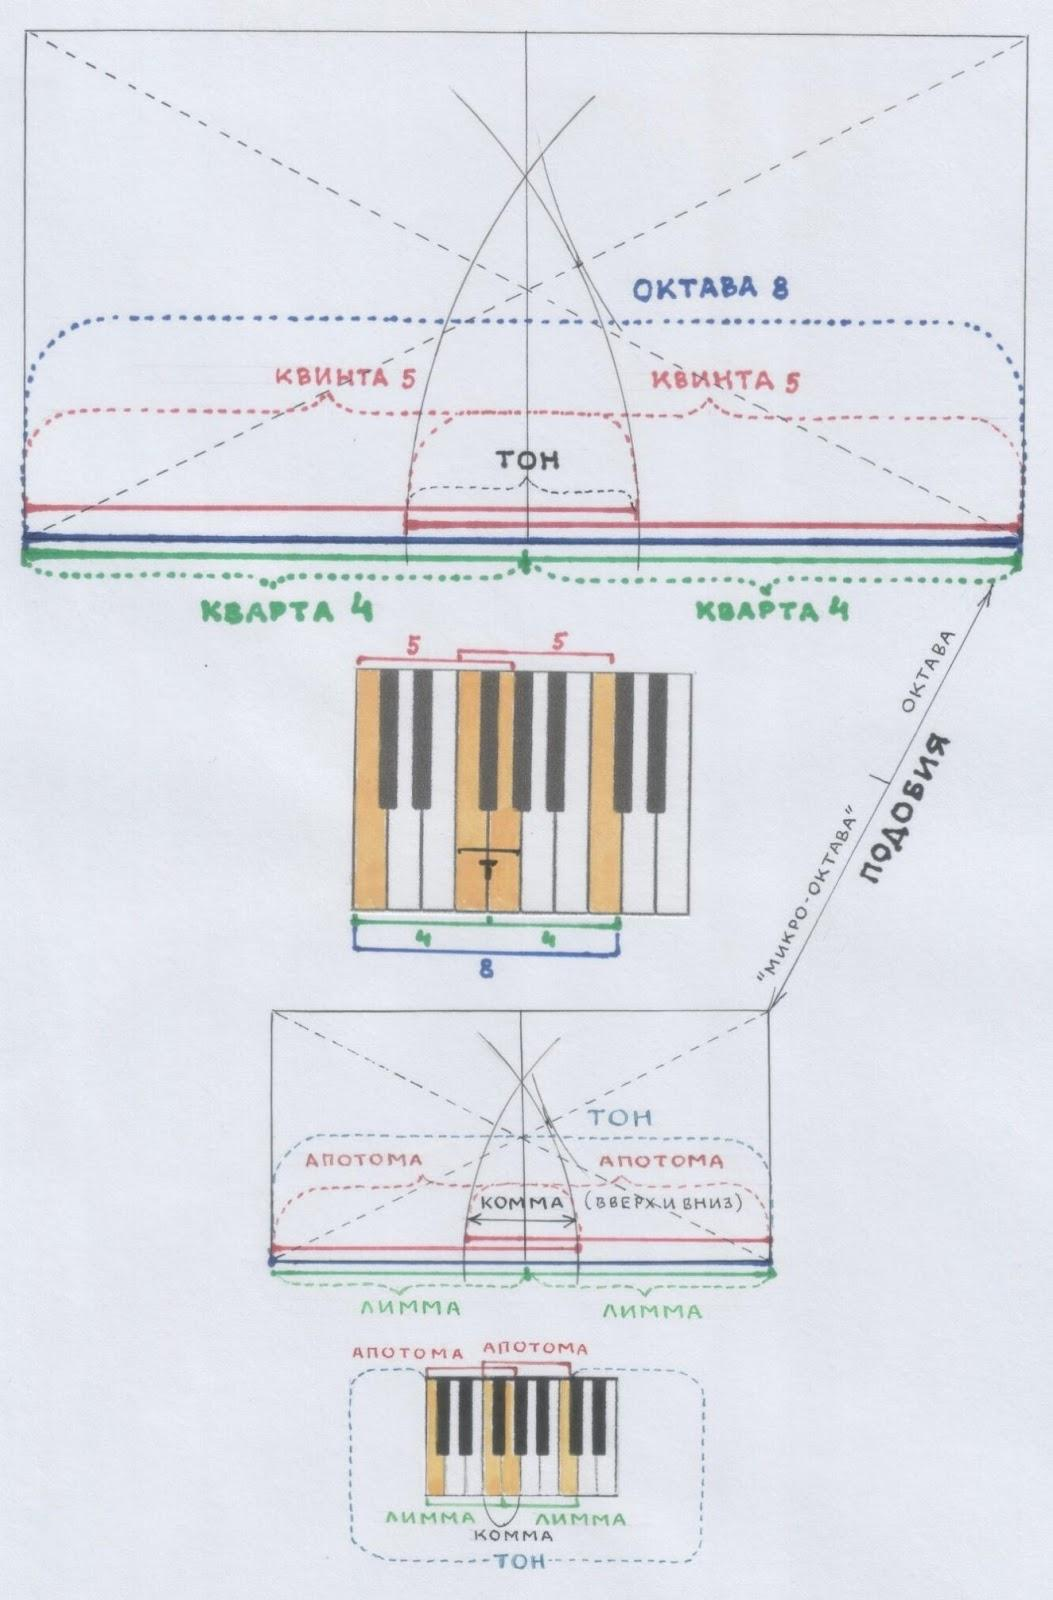 ОКТАВА 8
КВИНТА 5
КВИНТА 5
ТОН
КВАРТА 4
КВАРТА 4
5
5
Т
4
4
8
ОКТАВА
ПОДОБИЯ
"МИКРО-ОКТАВА"
ТОН
АПОТОМА
АПОТОМА
КОММА (ВВЕРХ И ВНИЗ)
ЛИММА
ЛИММА
АПОТОМА
АПОТОМА
ЛИММА
ЛИММА
КОММА
ТОН